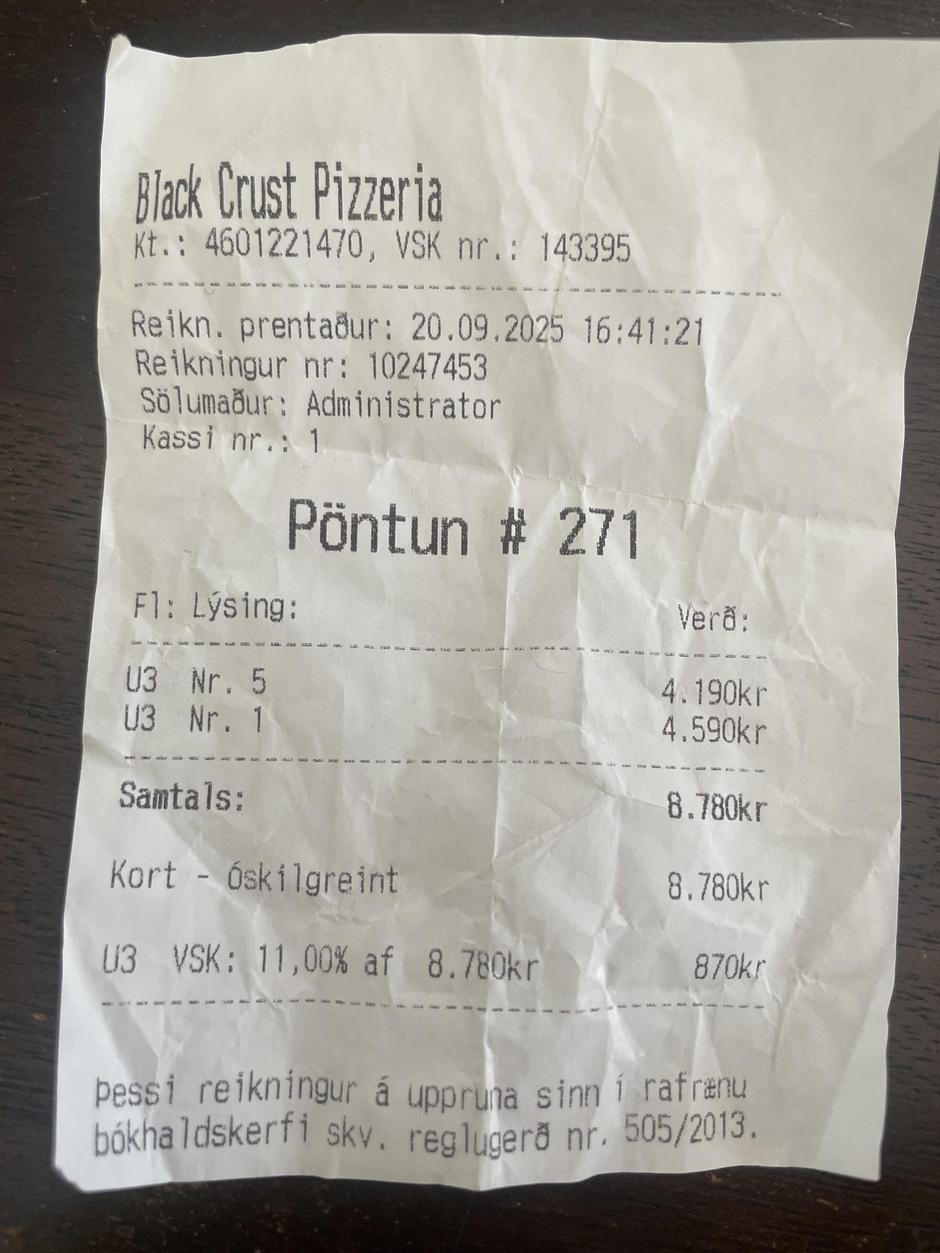 Black Crust Pizzeria
Kt.: 4601221470, VSK nr.: 143395
Reikn. prentaður: 20.09.2025 16:41:21
Reikningur nr: 10247453
Sölumaður: Administrator
Kassi nr.: 1
Pöntun # 271
Fl: Lýsing: Verð:
U3 Nr. 5 4.190kr
U3 Nr. 1 4.590kr
Samtals: 8.780kr
Kort - Óskilgreint 8.780kr
U3 VSK: 11,00% af 8.780kr 870kr
Þessi reikningur á uppruna sinn í rafrænu
bókhaldskerfi skv. reglugerð nr. 505/2013.